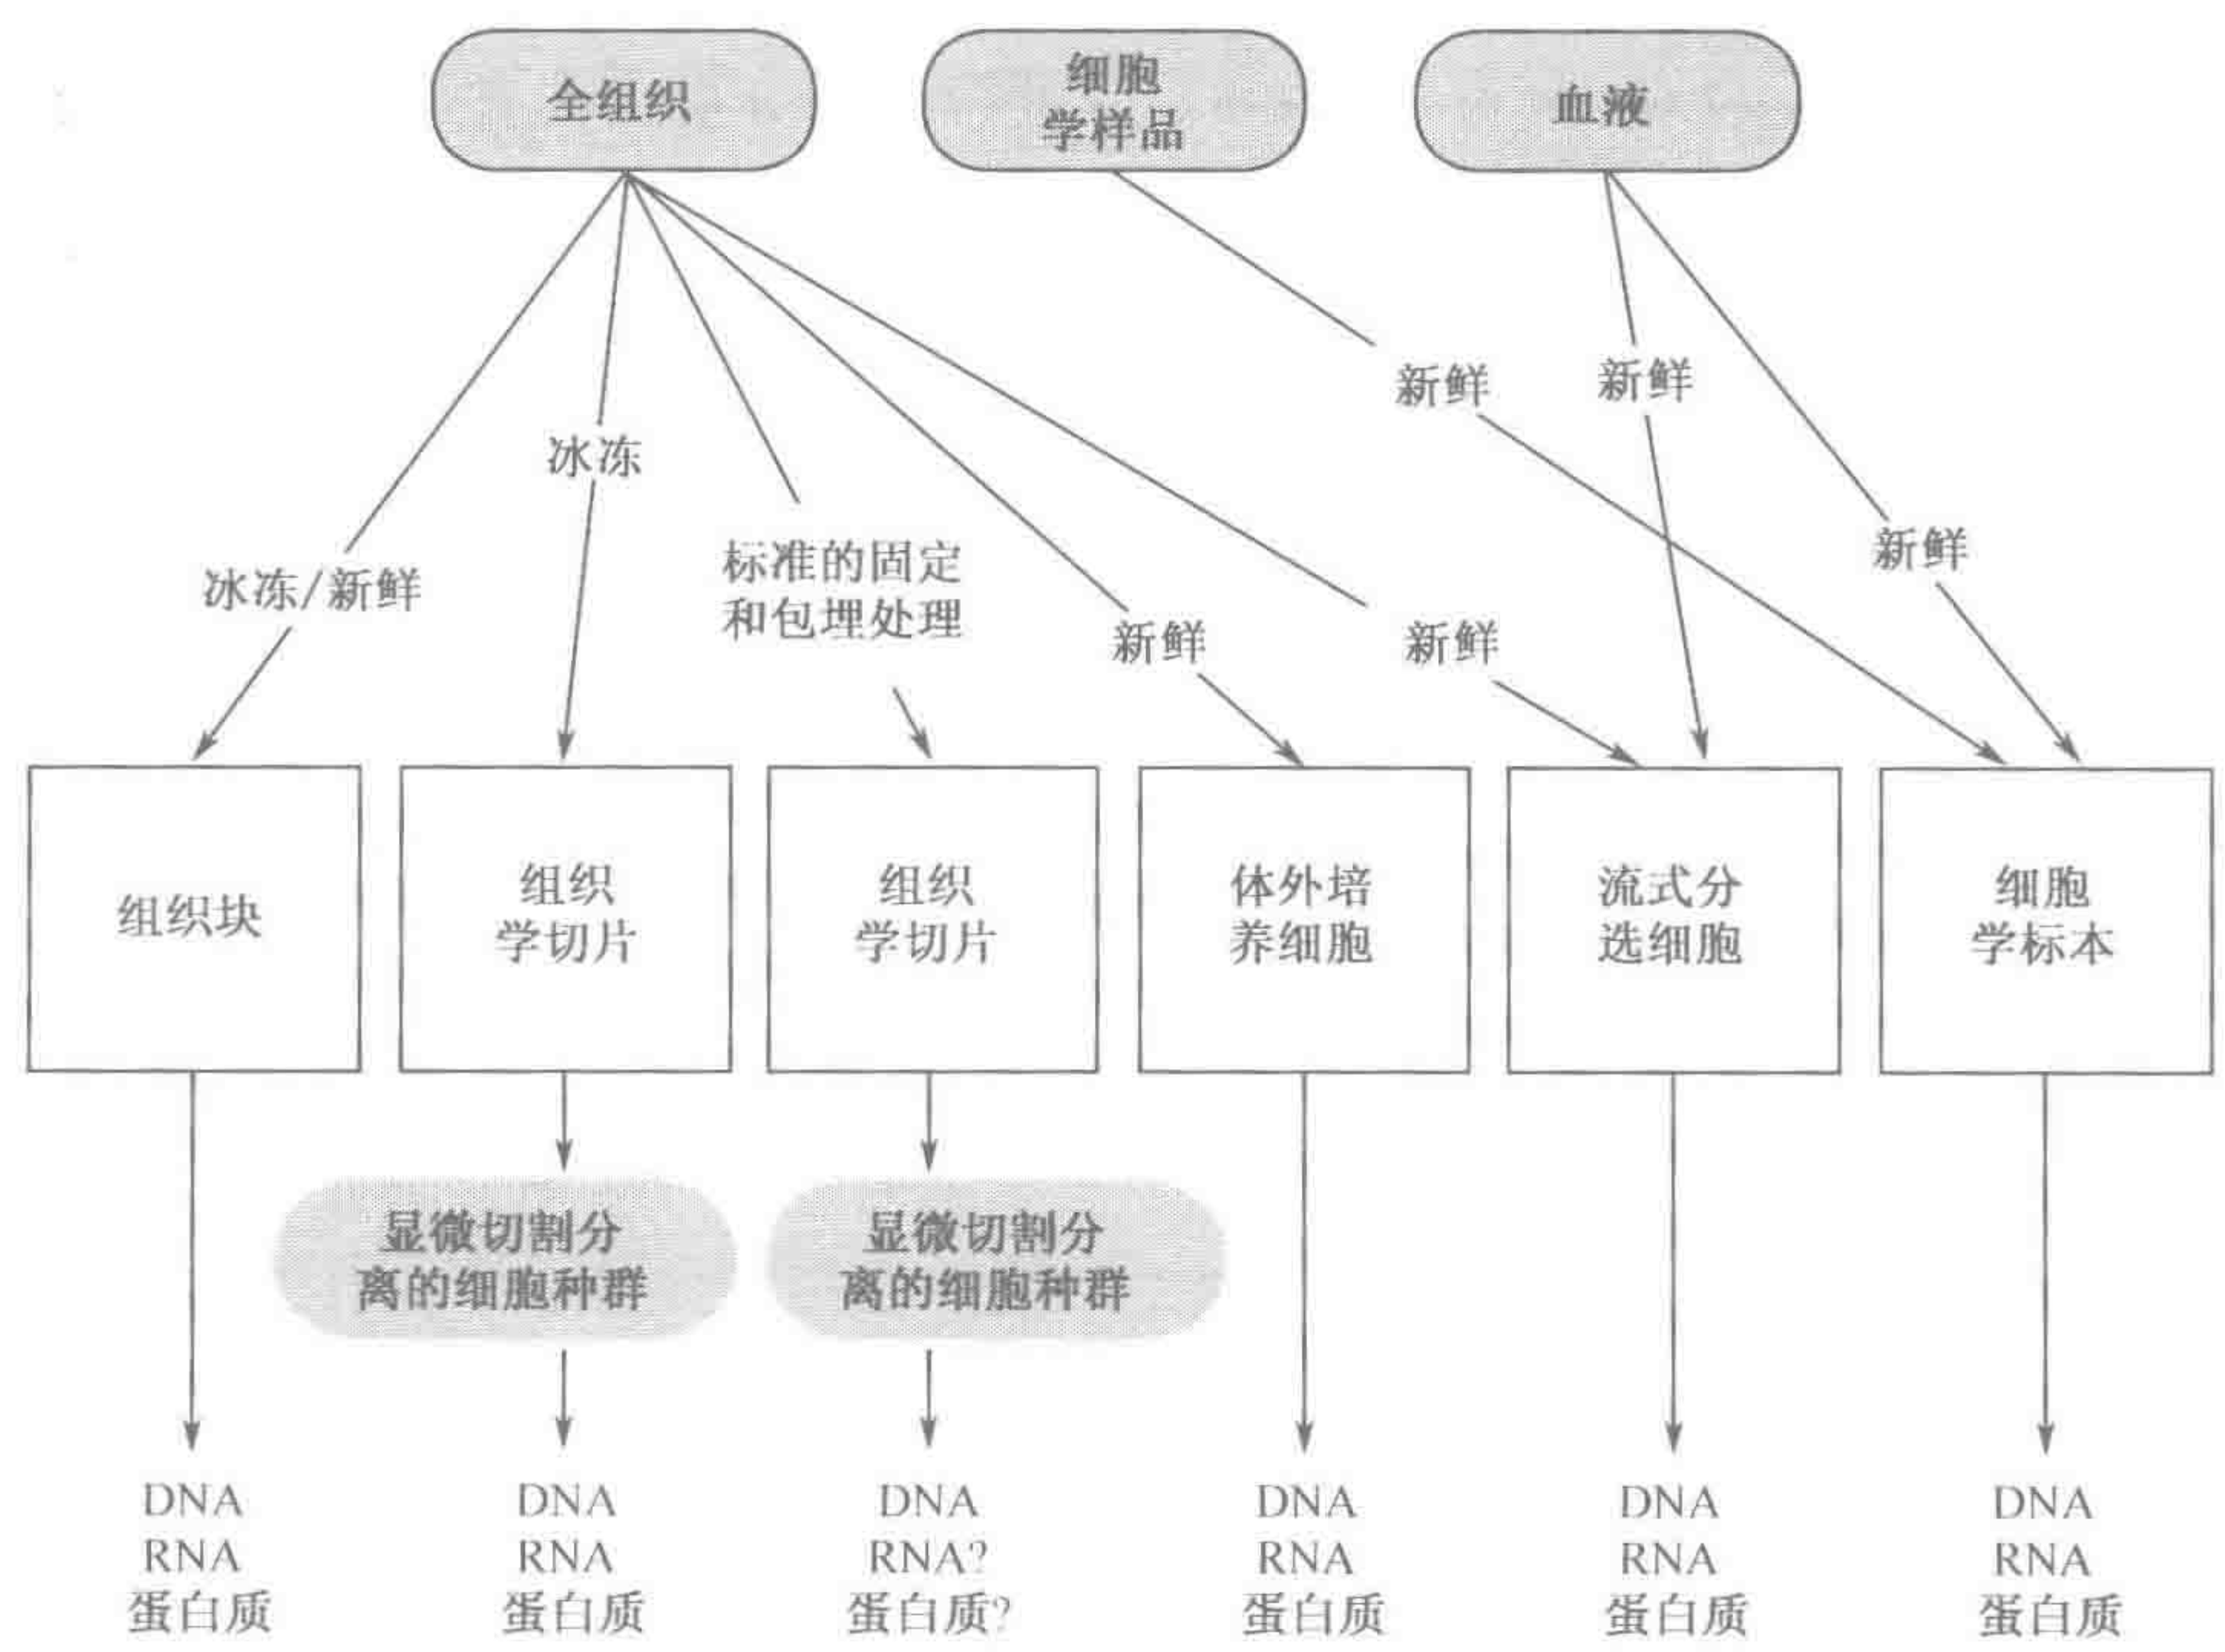 全组织
细胞
学样品
血液
新鲜
新鲜
冰冻
新鲜
标准的固定
和包埋处理
冰冻/新鲜
新鲜
新鲜
组织块
组织
学切片
组织
学切片
体外培
养细胞
流式分
选细胞
细胞
学标本
显微切割分
离的细胞种群
显微切割分
离的细胞种群
DNA
RNA
蛋白质
DNA
RNA
蛋白质
DNA
RNA?
蛋白质?
DNA
RNA
蛋白质
DNA
RNA
蛋白质
DNA
RNA
蛋白质